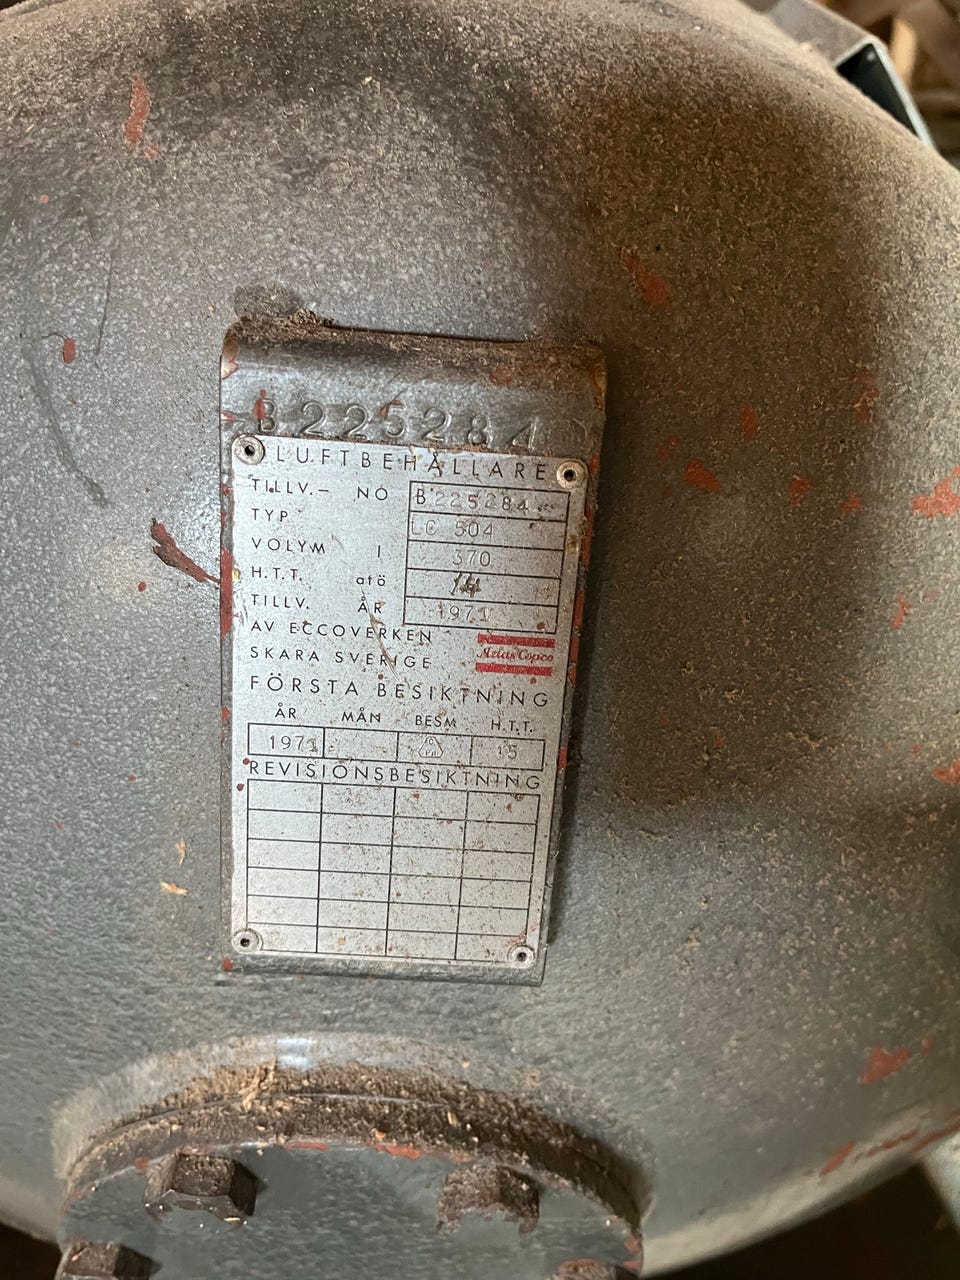 B225284
LUFTBEHÅLLARE
TILLV.- NO B225284
TYP LC 504
VOLYM l 370
H.T.T. atö
TILLV. ÅR 1971
AV ECCOVERKEN
SKARA SVERIGE Atlas Copco
FÖRSTA BESIKTNING
ÅR MÅN BESM H.T.T.
1971 15
REVISIONSBESIKTNING